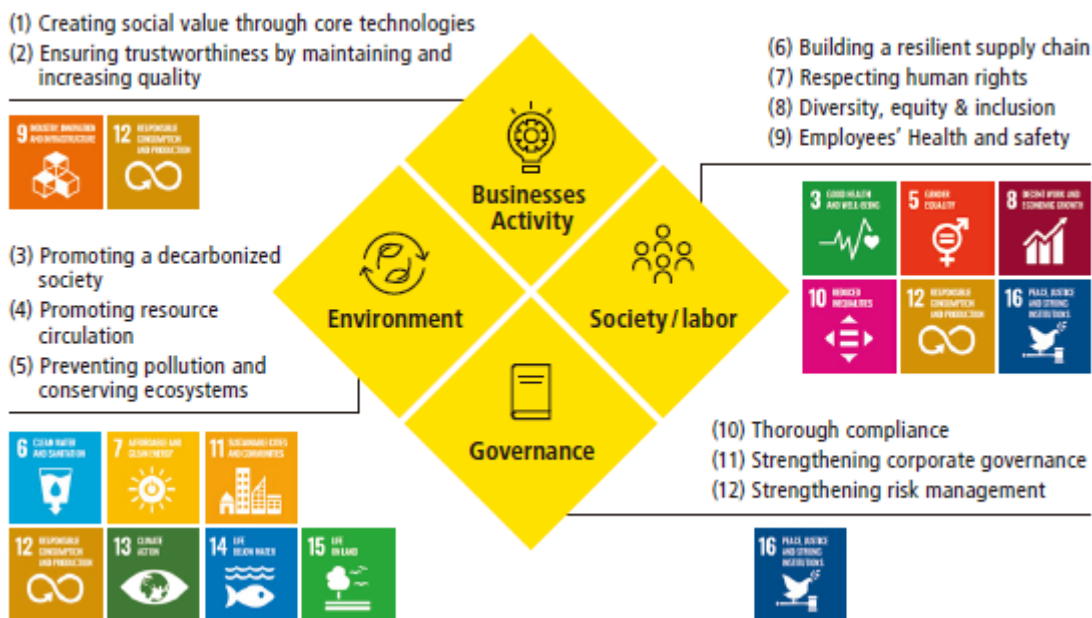 (1) Creating social value through core technologies
(2) Ensuring trustworthiness by maintaining and
increasing quality
9 INDUSTRY, INNOVATION
AND INFRASTRUCTURE
12 RESPONSIBLE
CONSUMPTION
AND PRODUCTION
Businesses
Activity
(6) Building a resilient supply chain
(7) Respecting human rights
(8) Diversity, equity & inclusion
(9) Employees' Health and safety
3 GOOD HEALTH
AND WELL-BEING
5 GENDER
EQUALITY
8 DECENT WORK AND
ECONOMIC GROWTH
10 REDUCED
INEQUALITIES
12 RESPONSIBLE
CONSUMPTION
AND PRODUCTION
16 PEACE, JUSTICE
AND STRONG
INSTITUTIONS
(3) Promoting a decarbonized
society
(4) Promoting resource
circulation
(5) Preventing pollution and
conserving ecosystems
Environment
Society/labor
Governance
6 CLEAN WATER
AND SANITATION
7 AFFORDABLE AND
CLEAN ENERGY
11 SUSTAINABLE CITIES
AND COMMUNITIES
12 RESPONSIBLE
CONSUMPTION
AND PRODUCTION
13 CLIMATE
ACTION
14 LIFE
BELOW WATER
15 LIFE
ON LAND
(10) Thorough compliance
(11) Strengthening corporate governance
(12) Strengthening risk management
16 PEACE, JUSTICE
AND STRONG
INSTITUTIONS